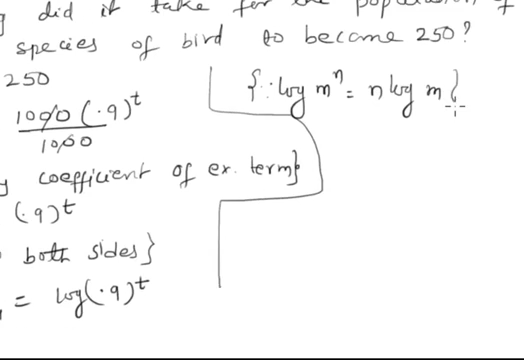 did it take for the population of
species of bird to become 250?
250
1000 (.9)^t
1000
{∵ log m^n = n log m}
coefficient of ex. term}
(.9)^t
both sides}
= log(.9)^t